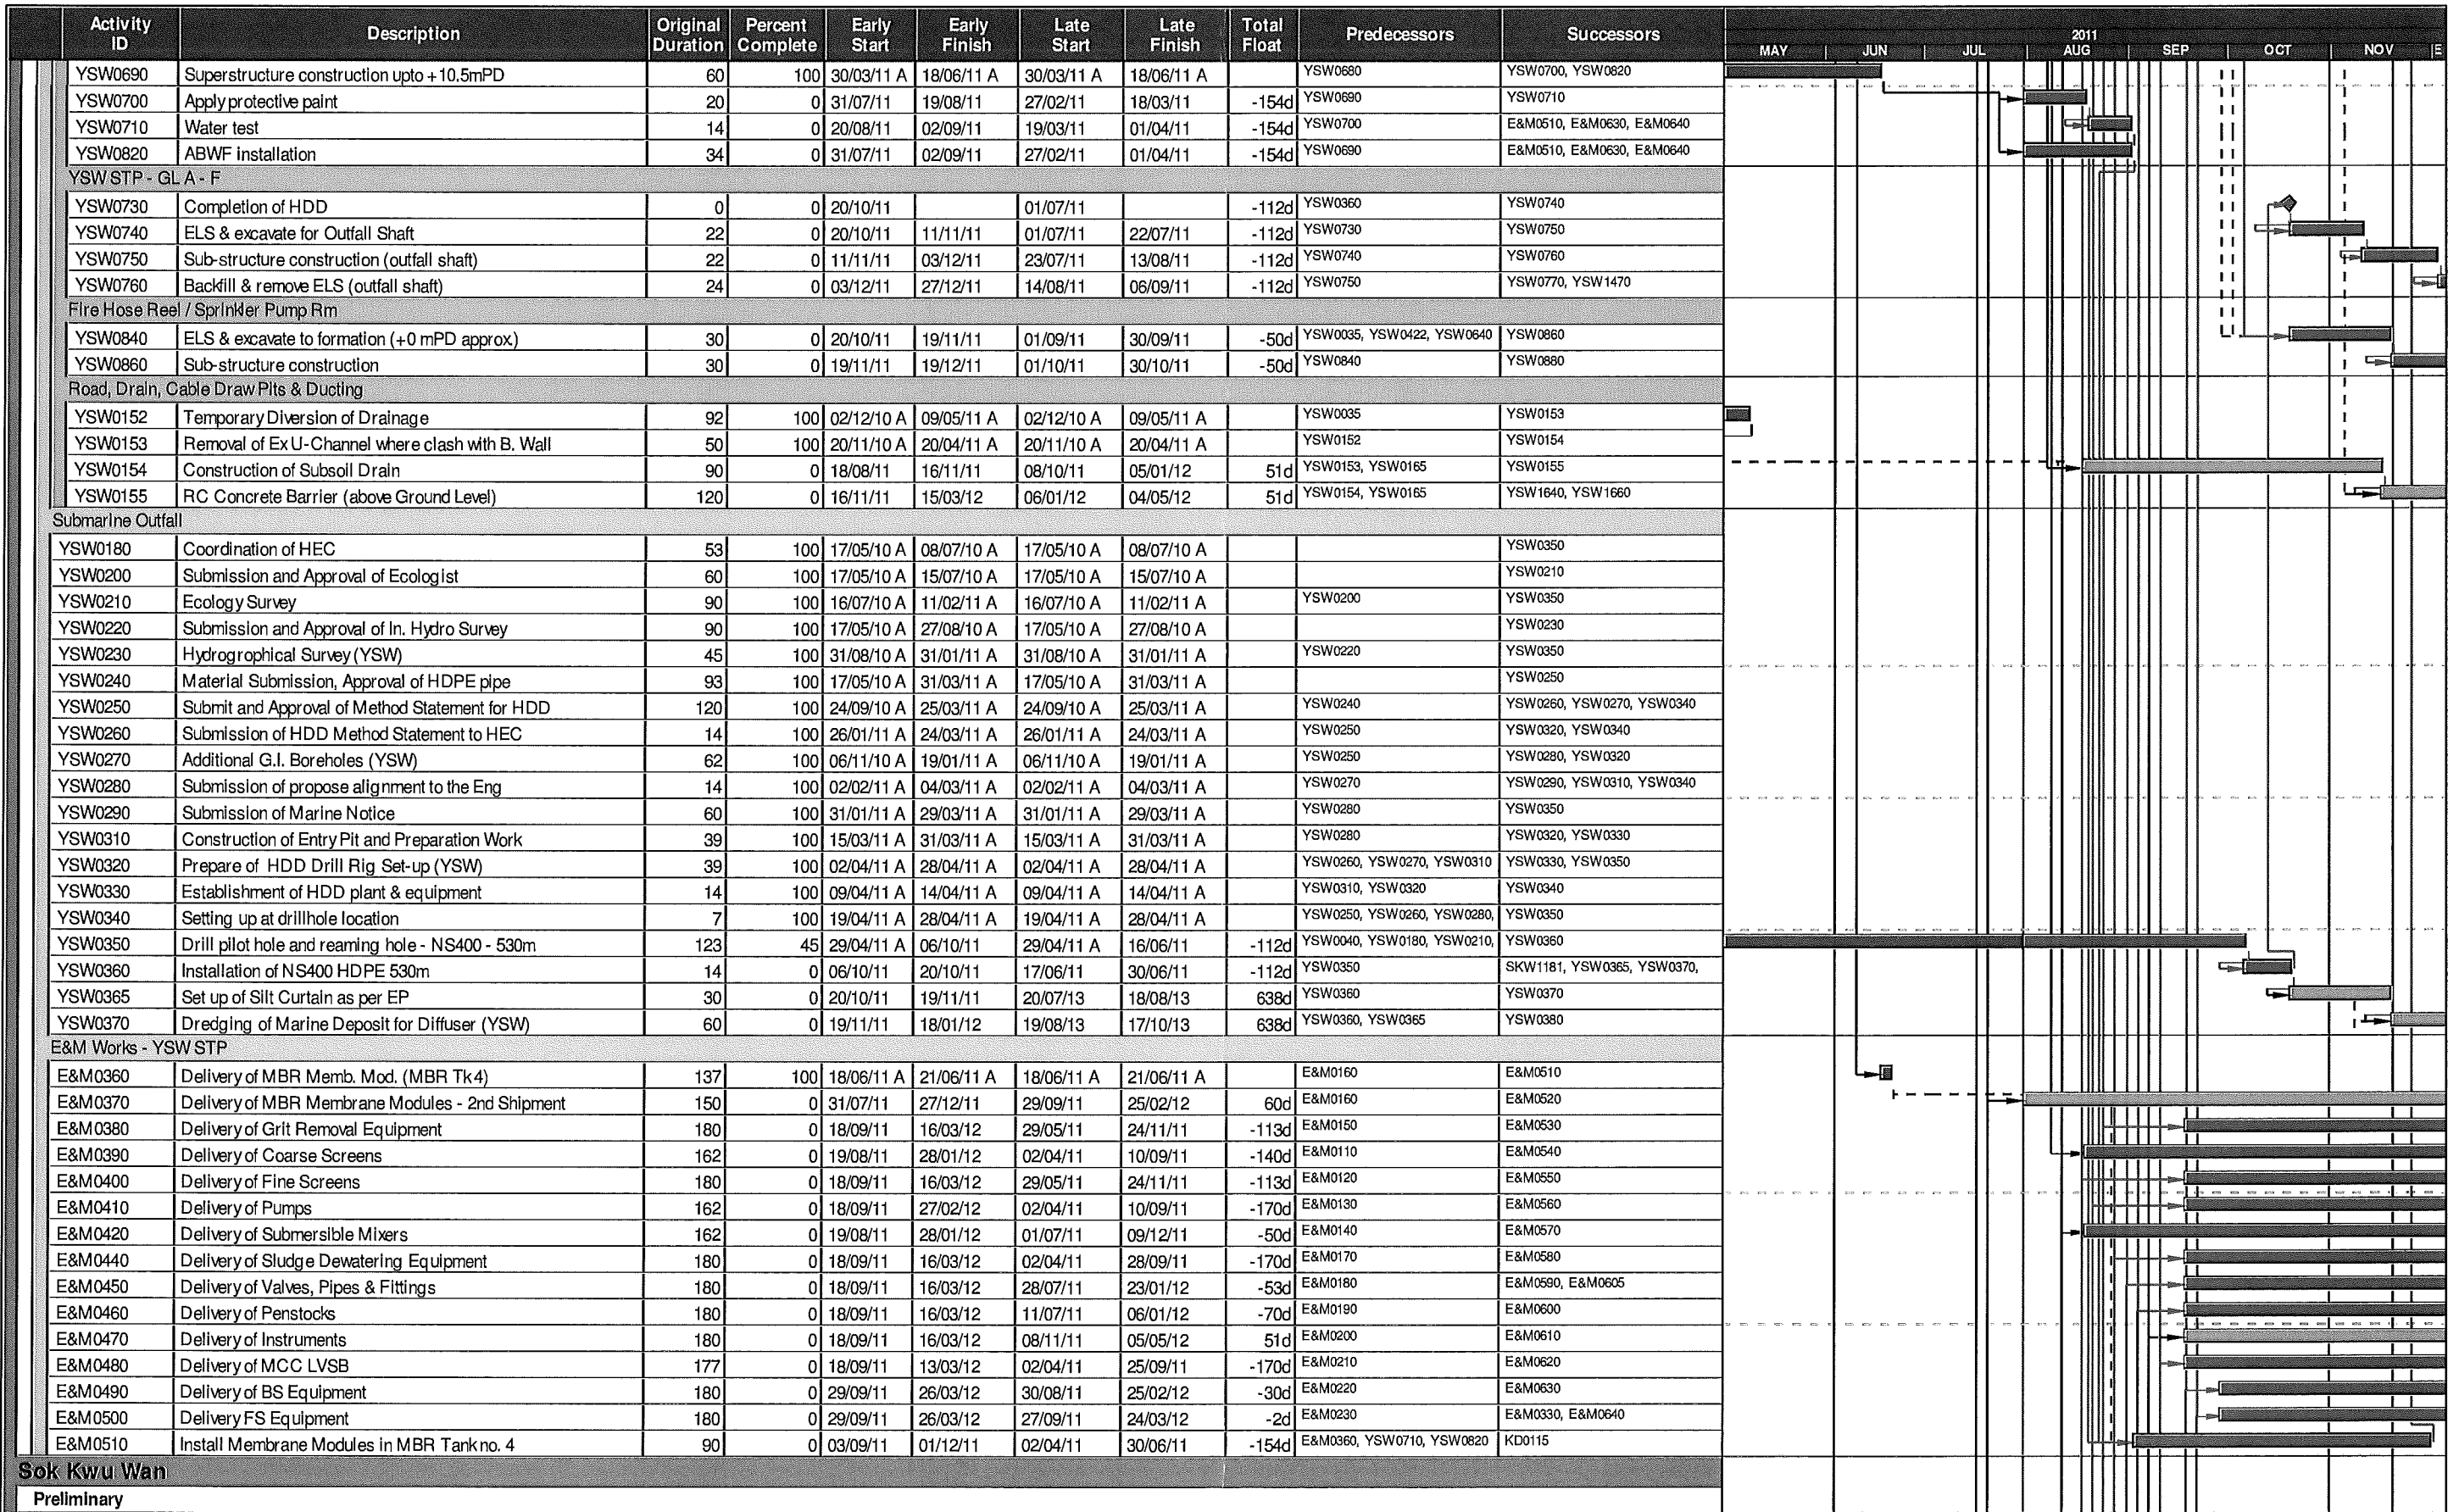 Activity ID Description Original Duration Percent Complete Early Start Early Finish Late Start Late Finish Total Float Predecessors Successors 2011
MAY JUN JUL AUG SEP OCT NOV
YSW0690 Superstructure construction upto +10.5mPD 60 100 30/03/11 A 18/06/11 A 30/03/11 A 18/06/11 A YSW0680 YSW0700, YSW0820
YSW0700 Apply protective paint 20 0 31/07/11 19/08/11 27/02/11 18/03/11 -154d YSW0690 YSW0710
YSW0710 Water test 14 0 20/08/11 02/09/11 19/03/11 01/04/11 -154d YSW0700 E&M0510, E&M0630, E&M0640
YSW0820 ABWF installation 34 0 31/07/11 02/09/11 27/02/11 01/04/11 -154d YSW0690 E&M0510, E&M0630, E&M0640
YSW STP - GL A - F
YSW0730 Completion of HDD 0 0 20/10/11 01/07/11 -112d YSW0360 YSW0740
YSW0740 ELS & excavate for Outfall Shaft 22 0 20/10/11 11/11/11 01/07/11 22/07/11 -112d YSW0730 YSW0750
YSW0750 Sub-structure construction (outfall shaft) 22 0 11/11/11 03/12/11 23/07/11 13/08/11 -112d YSW0740 YSW0760
YSW0760 Backfill & remove ELS (outfall shaft) 24 0 03/12/11 27/12/11 14/08/11 06/09/11 -112d YSW0750 YSW0770, YSW1470
Fire Hose Reel / Sprinkler Pump Rm
YSW0840 ELS & excavate to formation (+0 mPD approx.) 30 0 20/10/11 19/11/11 01/09/11 30/09/11 -50d YSW0035, YSW0422, YSW0640 YSW0860
YSW0860 Sub-structure construction 30 0 19/11/11 19/12/11 01/10/11 30/10/11 -50d YSW0840 YSW0880
Road, Drain, Cable Draw Pits & Ducting
YSW0152 Temporary Diversion of Drainage 92 100 02/12/10 A 09/05/11 A 02/12/10 A 09/05/11 A YSW0035 YSW0153
YSW0153 Removal of Ex U-Channel where clash with B. Wall 50 100 20/11/10 A 20/04/11 A 20/11/10 A 20/04/11 A YSW0152 YSW0154
YSW0154 Construction of Subsoil Drain 90 0 18/08/11 16/11/11 08/10/11 05/01/12 51d YSW0153, YSW0165 YSW0155
YSW0155 RC Concrete Barrier (above Ground Level) 120 0 16/11/11 15/03/12 06/01/12 04/05/12 51d YSW0154, YSW0165 YSW1640, YSW1660
Submarine Outfall
YSW0180 Coordination of HEC 53 100 17/05/10 A 08/07/10 A 17/05/10 A 08/07/10 A YSW0350
YSW0200 Submission and Approval of Ecologist 60 100 17/05/10 A 15/07/10 A 17/05/10 A 15/07/10 A YSW0210
YSW0210 Ecology Survey 90 100 16/07/10 A 11/02/11 A 16/07/10 A 11/02/11 A YSW0200 YSW0350
YSW0220 Submission and Approval of In. Hydro Survey 90 100 17/05/10 A 27/08/10 A 17/05/10 A 27/08/10 A YSW0230
YSW0230 Hydrogrophical Survey (YSW) 45 100 31/08/10 A 31/01/11 A 31/08/10 A 31/01/11 A YSW0220 YSW0350
YSW0240 Material Submission, Approval of HDPE pipe 93 100 17/05/10 A 31/03/11 A 17/05/10 A 31/03/11 A YSW0250
YSW0250 Submit and Approval of Method Statement for HDD 120 100 24/09/10 A 25/03/11 A 24/09/10 A 25/03/11 A YSW0240 YSW0260, YSW0270, YSW0340
YSW0260 Submission of HDD Method Statement to HEC 14 100 26/01/11 A 24/03/11 A 26/01/11 A 24/03/11 A YSW0250 YSW0320, YSW0340
YSW0270 Additional G.I. Boreholes (YSW) 62 100 06/11/10 A 19/01/11 A 06/11/10 A 19/01/11 A YSW0250 YSW0280, YSW0320
YSW0280 Submission of propose alignment to the Eng 14 100 02/02/11 A 04/03/11 A 02/02/11 A 04/03/11 A YSW0270 YSW0290, YSW0310, YSW0340
YSW0290 Submission of Marine Notice 60 100 31/01/11 A 29/03/11 A 31/01/11 A 29/03/11 A YSW0280 YSW0350
YSW0310 Construction of Entry Pit and Preparation Work 39 100 15/03/11 A 31/03/11 A 15/03/11 A 31/03/11 A YSW0280 YSW0320, YSW0330
YSW0320 Prepare of HDD Drill Rig Set-up (YSW) 39 100 02/04/11 A 28/04/11 A 02/04/11 A 28/04/11 A YSW0260, YSW0270, YSW0310 YSW0330, YSW0350
YSW0330 Establishment of HDD plant & equipment 14 100 09/04/11 A 14/04/11 A 09/04/11 A 14/04/11 A YSW0310, YSW0320 YSW0340
YSW0340 Setting up at drillhole location 7 100 19/04/11 A 28/04/11 A 19/04/11 A 28/04/11 A YSW0250, YSW0260, YSW0280, YSW0350
YSW0350 Drill pilot hole and reaming hole - NS400 - 530m 123 45 29/04/11 A 06/10/11 29/04/11 A 16/06/11 -112d YSW0040, YSW0180, YSW0210, YSW0360
YSW0360 Installation of NS400 HDPE 530m 14 0 06/10/11 20/10/11 17/06/11 30/06/11 -112d YSW0350 SKW1181, YSW0365, YSW0370,
YSW0365 Set up of Silt Curtain as per EP 30 0 20/10/11 19/11/11 20/07/13 18/08/13 638d YSW0360 YSW0370
YSW0370 Dredging of Marine Deposit for Diffuser (YSW) 60 0 19/11/11 18/01/12 19/08/13 17/10/13 638d YSW0360, YSW0365 YSW0380
E&M Works - YSW STP
E&M0360 Delivery of MBR Memb. Mod. (MBR Tk4) 137 100 18/06/11 A 21/06/11 A 18/06/11 A 21/06/11 A E&M0160 E&M0510
E&M0370 Delivery of MBR Membrane Modules - 2nd Shipment 150 0 31/07/11 27/12/11 29/09/11 25/02/12 60d E&M0160 E&M0520
E&M0380 Delivery of Grit Removal Equipment 180 0 18/09/11 16/03/12 29/05/11 24/11/11 -113d E&M0150 E&M0530
E&M0390 Delivery of Coarse Screens 162 0 19/08/11 28/01/12 02/04/11 10/09/11 -140d E&M0110 E&M0540
E&M0400 Delivery of Fine Screens 180 0 18/09/11 16/03/12 29/05/11 24/11/11 -113d E&M0120 E&M0550
E&M0410 Delivery of Pumps 162 0 18/09/11 27/02/12 02/04/11 10/09/11 -170d E&M0130 E&M0560
E&M0420 Delivery of Submersible Mixers 162 0 19/08/11 28/01/12 01/07/11 09/12/11 -50d E&M0140 E&M0570
E&M0440 Delivery of Sludge Dewatering Equipment 180 0 18/09/11 16/03/12 02/04/11 28/09/11 -170d E&M0170 E&M0580
E&M0450 Delivery of Valves, Pipes & Fittings 180 0 18/09/11 16/03/12 28/07/11 23/01/12 -53d E&M0180 E&M0590, E&M0605
E&M0460 Delivery of Penstocks 180 0 18/09/11 16/03/12 11/07/11 06/01/12 -70d E&M0190 E&M0600
E&M0470 Delivery of Instruments 180 0 18/09/11 16/03/12 08/11/11 05/05/12 51d E&M0200 E&M0610
E&M0480 Delivery of MCC LVSB 177 0 18/09/11 13/03/12 02/04/11 25/09/11 -170d E&M0210 E&M0620
E&M0490 Delivery of BS Equipment 180 0 29/09/11 26/03/12 30/08/11 25/02/12 -30d E&M0220 E&M0630
E&M0500 Delivery FS Equipment 180 0 29/09/11 26/03/12 27/09/11 24/03/12 -2d E&M0230 E&M0330, E&M0640
E&M0510 Install Membrane Modules in MBR Tank no. 4 90 0 03/09/11 01/12/11 02/04/11 30/06/11 -154d E&M0360, YSW0710, YSW0820 KD0115
Sok Kwu Wan
Preliminary